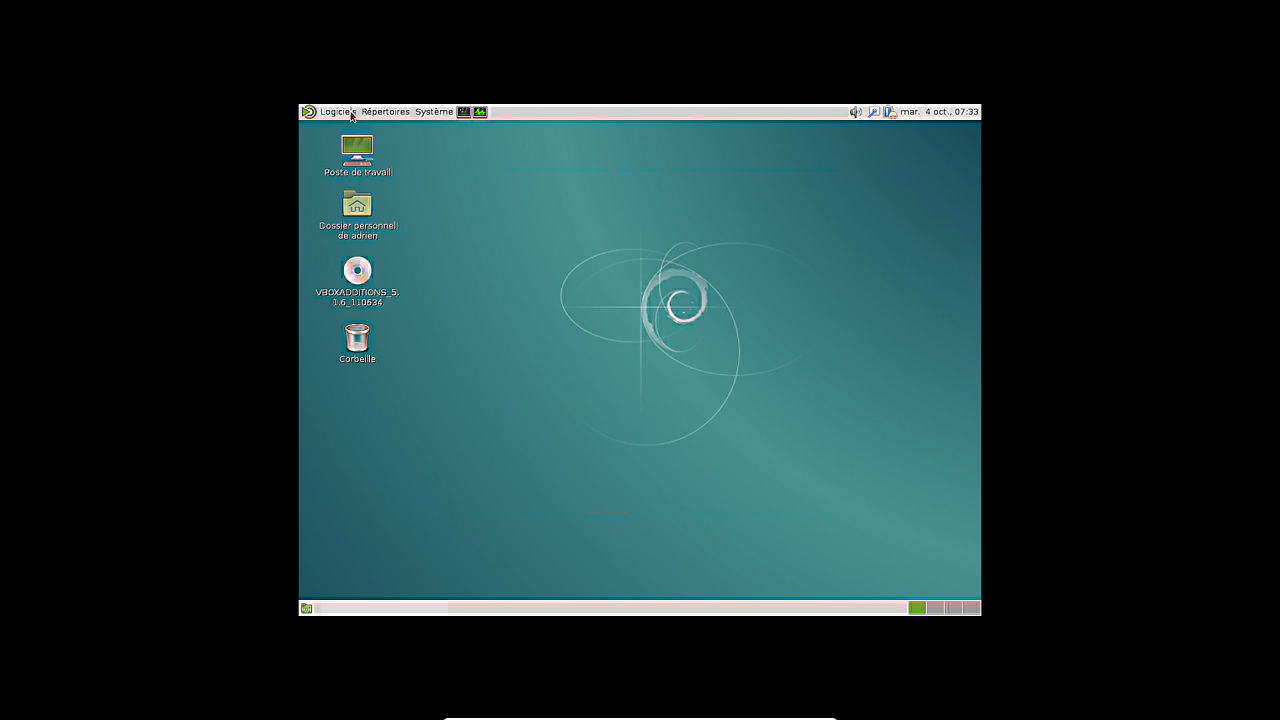 Logiciels Répertoires Système mar. 4 oct., 07:33
Poste de travail
Dossier personnel
de adrien
VBOXADDITIONS_5.
1.6_110634
Corbeille